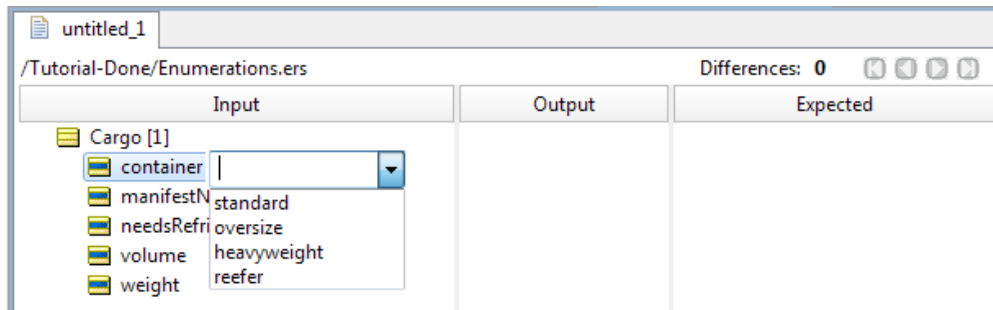 untitled_1
/Tutorial-Done/Enumerations.ers Differences: 0
Input Output Expected
Cargo [1]
container
manifestN
standard
needsRefri
oversize
volume
heavyweight
weight
reefer